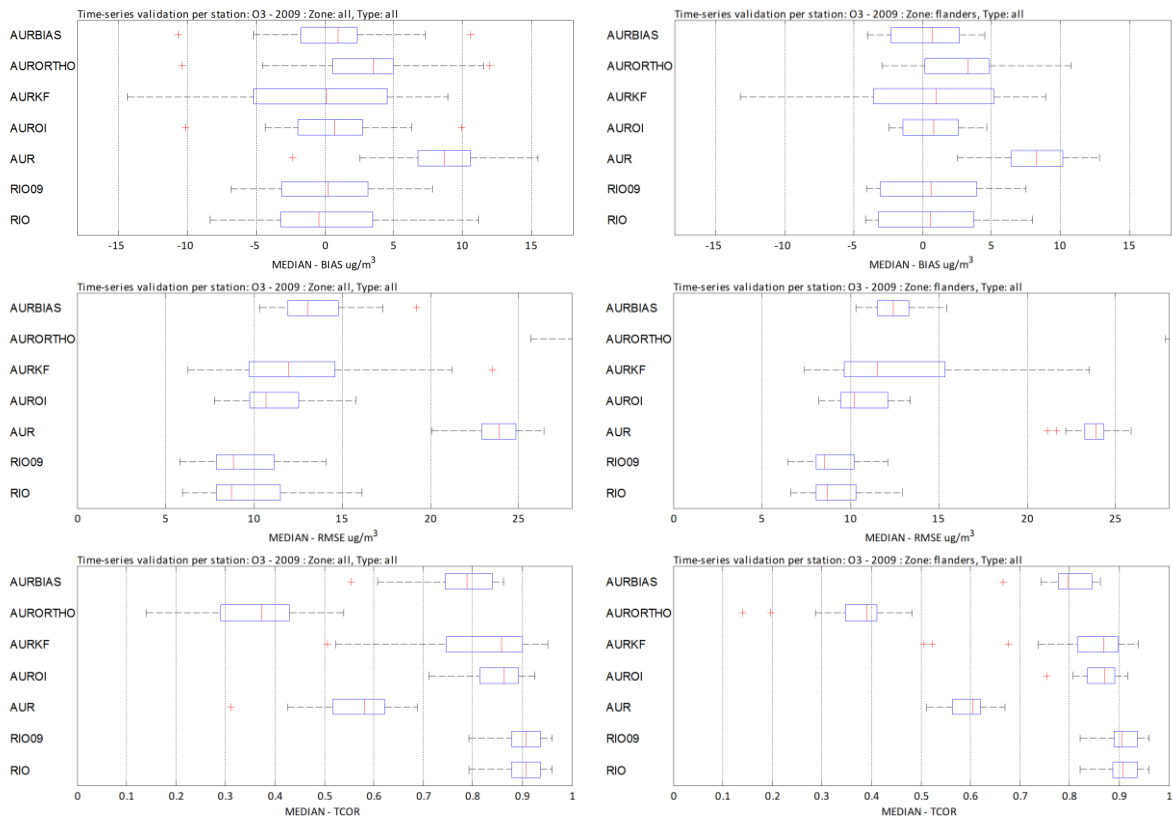 Time-series validation per station: O3 - 2009 : Zone: all, Type: all
AURBIAS
AURORTHO
AURKF
AUROI
AUR
RIO09
RIO
-15 -10 -5 0 5 10 15
MEDIAN - BIAS ug/m³
Time-series validation per station: O3 - 2009 : Zone: flanders, Type: all
AURBIAS
AURORTHO
AURKF
AUROI
AUR
RIO09
RIO
-15 -10 -5 0 5 10 15
MEDIAN - BIAS ug/m³
Time-series validation per station: O3 - 2009 : Zone: all, Type: all
AURBIAS
AURORTHO
AURKF
AUROI
AUR
RIO09
RIO
0 5 10 15 20 25
MEDIAN - RMSE ug/m³
Time-series validation per station: O3 - 2009 : Zone: flanders, Type: all
AURBIAS
AURORTHO
AURKF
AUROI
AUR
RIO09
RIO
0 5 10 15 20 25
MEDIAN - RMSE ug/m³
Time-series validation per station: O3 - 2009 : Zone: all, Type: all
AURBIAS
AURORTHO
AURKF
AUROI
AUR
RIO09
RIO
0 0.1 0.2 0.3 0.4 0.5 0.6 0.7 0.8 0.9 1
MEDIAN - TCOR
Time-series validation per station: O3 - 2009 : Zone: flanders, Type: all
AURBIAS
AURORTHO
AURKF
AUROI
AUR
RIO09
RIO
0 0.1 0.2 0.3 0.4 0.5 0.6 0.7 0.8 0.9 1
MEDIAN - TCOR